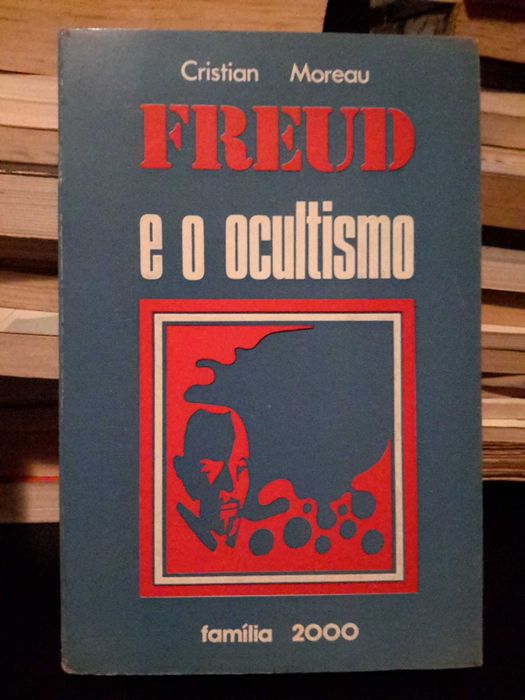 Cristian Moreau
FREUD
e o ocultismo
família 2000